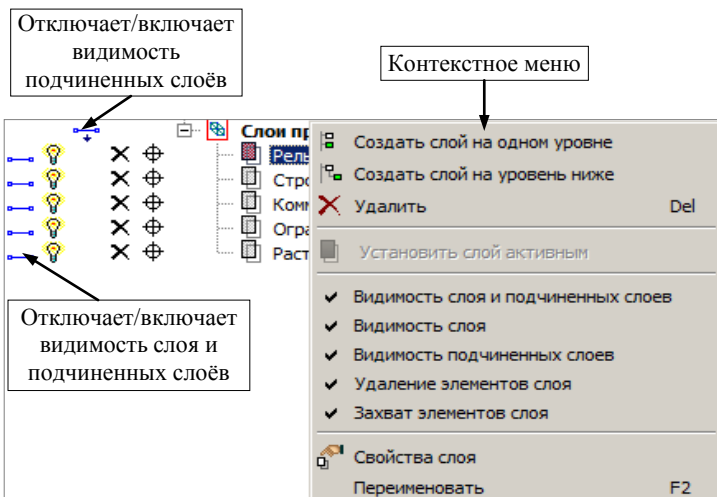 Отключает/включает
видимость
подчиненных слоёв
Контекстное меню
Слои пр
Рель
Стро
Комм
Огра
Раст
Создать слой на одном уровне
Создать слой на уровень ниже
Удалить Del
Установить слой активным
Видимость слоя и подчиненных слоев
Видимость слоя
Видимость подчиненных слоев
Удаление элементов слоя
Захват элементов слоя
Свойства слоя
Переименовать F2
Отключает/включает
видимость слоя и
подчиненных слоёв